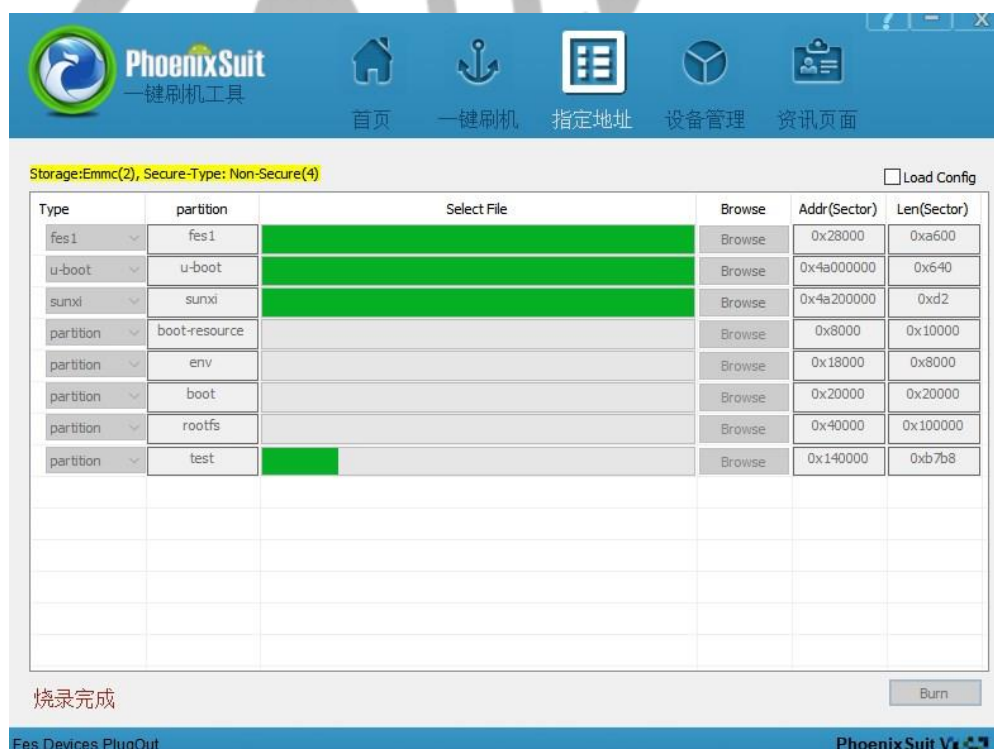 ? – X
PhoenixSuit
一键刷机工具
首页 一键刷机 指定地址 设备管理 资讯页面
Storage:Emmc(2), Secure-Type: Non-Secure(4)
Load Config
Type partition Select File Browse Addr(Sector) Len(Sector)
fes1 fes1 Browse 0x28000 0xa600
u-boot u-boot Browse 0x4a000000 0x640
sunxi sunxi Browse 0x4a200000 0xd2
partition boot-resource Browse 0x8000 0x10000
partition env Browse 0x18000 0x8000
partition boot Browse 0x20000 0x20000
partition rootfs Browse 0x40000 0x100000
partition test Browse 0x140000 0xb7b8
烧录完成
Burn
Fes Devices PlugOut
PhoenixSuit